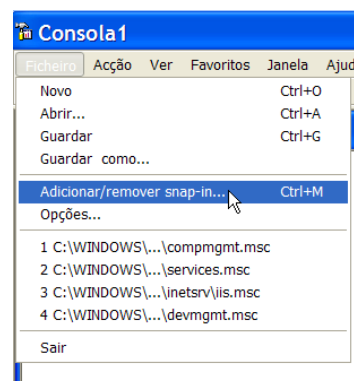 Consola1
Ficheiro Acção Ver Favoritos Janela Ajud
Novo Ctrl+O
Abrir... Ctrl+A
Guardar Ctrl+G
Guardar como...
Adicionar/remover snap-in... Ctrl+M
Opções...
1 C:\WINDOWS\...\compmgmt.msc
2 C:\WINDOWS\...\services.msc
3 C:\WINDOWS\...\inetsrv\iis.msc
4 C:\WINDOWS\...\devmgmt.msc
Sair